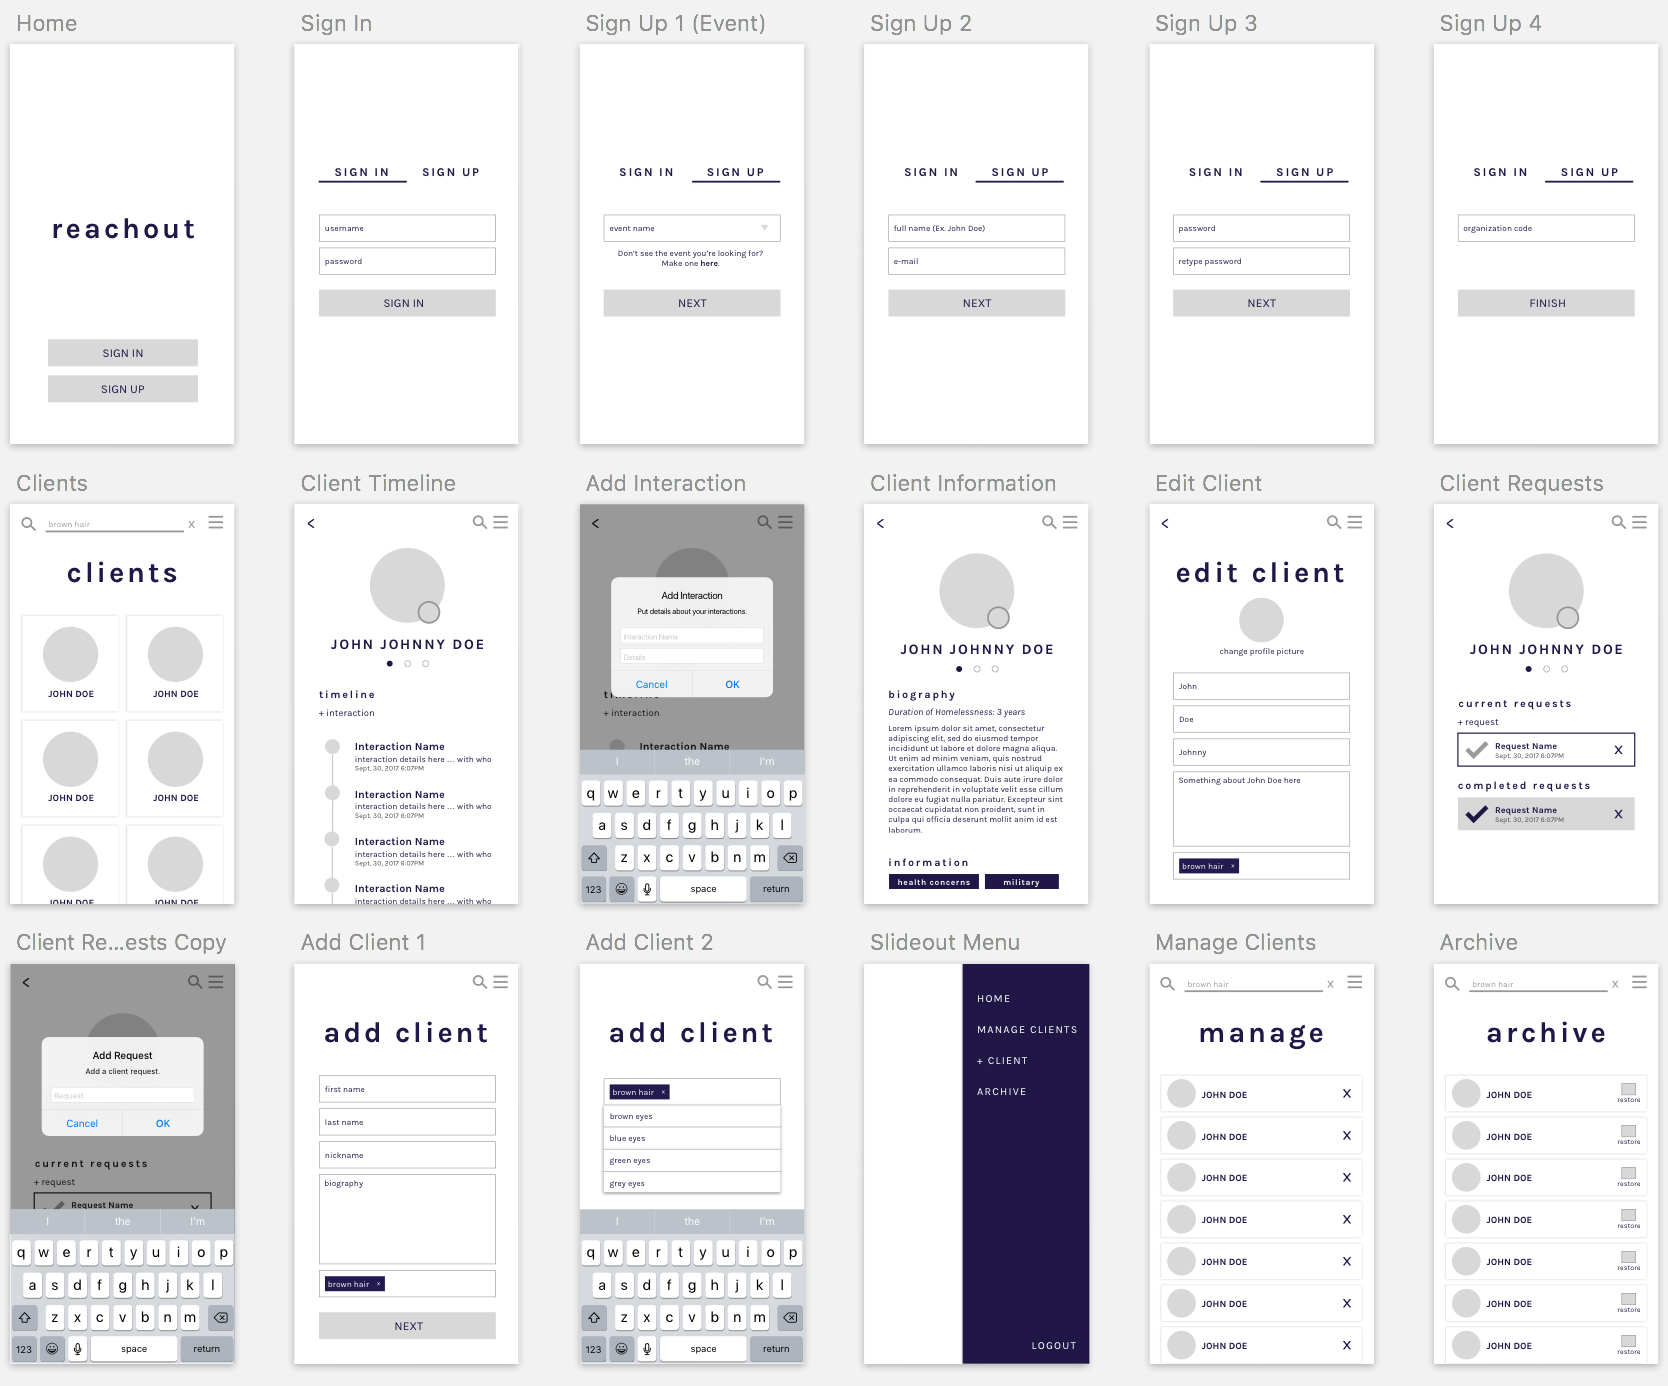 Home
reachout
SIGN IN
SIGN UP
Sign In
SIGN IN SIGN UP
username
password
SIGN IN
Sign Up 1 (Event)
SIGN IN SIGN UP
event name
Don't see the event you're looking for?
Make one here.
NEXT
Sign Up 2
SIGN IN SIGN UP
full name (Ex. John Doe)
e-mail
NEXT
Sign Up 3
SIGN IN SIGN UP
password
retype password
NEXT
Sign Up 4
SIGN IN SIGN UP
organization code
FINISH
Clients
brown hair X
clients
JOHN DOE JOHN DOE
JOHN DOE JOHN DOE
JOHN DOE JOHN DOE
Client Timeline
<
JOHN JOHNNY DOE
timeline
+ interaction
Interaction Name
interaction details here ... with who
Sept. 30, 2017 6:07PM
Interaction Name
interaction details here ... with who
Sept. 30, 2017 6:07PM
Interaction Name
interaction details here ... with who
Sept. 30, 2017 6:07PM
Interaction Name
interaction details here ... with who
Add Interaction
<
Add Interaction
Put details about your interactions.
Interaction Name
Details
Cancel OK
+ interaction
Interaction Name
I the I'm
q w e r t y u i o p
a s d f g h j k l
z x c v b n m
123 space return
Client Information
<
JOHN JOHNNY DOE
biography
Duration of Homelessness: 3 years
Lorem ipsum dolor sit amet, consectetur
adipiscing elit, sed do eiusmod tempor
incididunt ut labore et dolore magna aliqua.
Ut enim ad minim veniam, quis nostrud
exercitation ullamco laboris nisi ut aliquip ex
ea commodo consequat. Duis aute irure dolor
in reprehenderit in voluptate velit esse cillum
dolore eu fugiat nulla pariatur. Excepteur sint
occaecat cupidatat non proident, sunt in
culpa qui officia deserunt mollit anim id est
laborum.
information
health concerns military
Edit Client
<
edit client
change profile picture
John
Doe
Johnny
Something about John Doe here
brown hair ×
Client Requests
<
JOHN JOHNNY DOE
current requests
+ request
Request Name X
Sept. 30, 2017 6:07PM
completed requests
Request Name X
Sept. 30, 2017 6:07PM
Client Re...ests Copy
<
Add Request
Add a client request.
Request
Cancel OK
current requests
+ request
Request Name
I the I'm
q w e r t y u i o p
a s d f g h j k l
z x c v b n m
123 space return
Add Client 1
add client
first name
last name
nickname
biography
brown hair ×
NEXT
Add Client 2
add client
brown hair ×
brown eyes
blue eyes
green eyes
grey eyes
I the I'm
q w e r t y u i o p
a s d f g h j k l
z x c v b n m
123 space return
Slideout Menu
HOME
MANAGE CLIENTS
+ CLIENT
ARCHIVE
LOGOUT
Manage Clients
brown hair X
manage
JOHN DOE X
JOHN DOE X
JOHN DOE X
JOHN DOE X
JOHN DOE X
JOHN DOE X
JOHN DOE X
Archive
brown hair X
archive
JOHN DOE restore
JOHN DOE restore
JOHN DOE restore
JOHN DOE restore
JOHN DOE restore
JOHN DOE restore
JOHN DOE restore